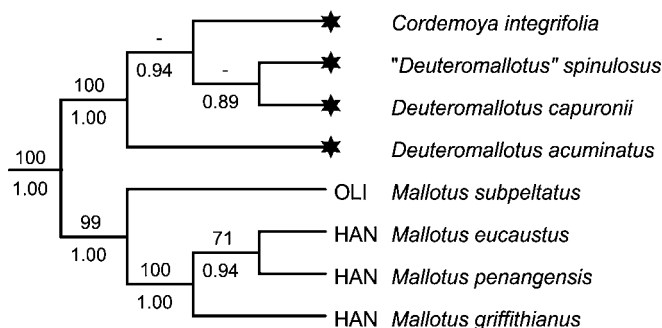 Cordemoya integrifolia
-
0.94
-
0.89
"Deuteromallotus" spinulosus
Deuteromallotus capuronii
100
1.00
Deuteromallotus acuminatus
100
1.00
OLI Mallotus subpeltatus
99
1.00
HAN Mallotus eucaustus
71
0.94
HAN Mallotus penangensis
100
1.00
HAN Mallotus griffithianus